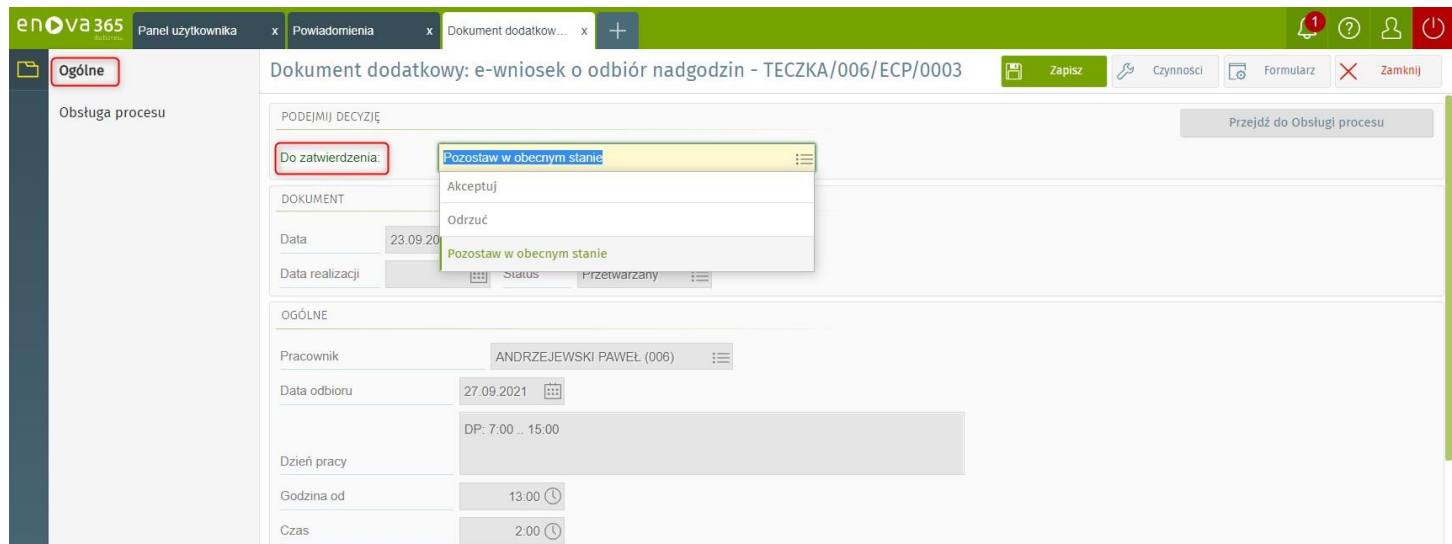 enova365
Panel użytkownika x Powiadomienia x Dokument dodatkow... x
1
Ogólne
Obsługa procesu
Dokument dodatkowy: e-wniosek o odbiór nadgodzin - TECZKA/006/ECP/0003
Zapisz Czynności Formularz Zamknij
PODEJMIJ DECYZJĘ
Przejdź do Obsługi procesu
Do zatwierdzenia: Pozostaw w obecnym stanie
Akceptuj
Odrzuć
Pozostaw w obecnym stanie
DOKUMENT
Data 23.09.20
Data realizacji Status Przetwarzany
OGÓLNE
Pracownik ANDRZEJEWSKI PAWEŁ (006)
Data odbioru 27.09.2021
Dzień pracy DP: 7:00 .. 15:00
Godzina od 13:00
Czas 2:00